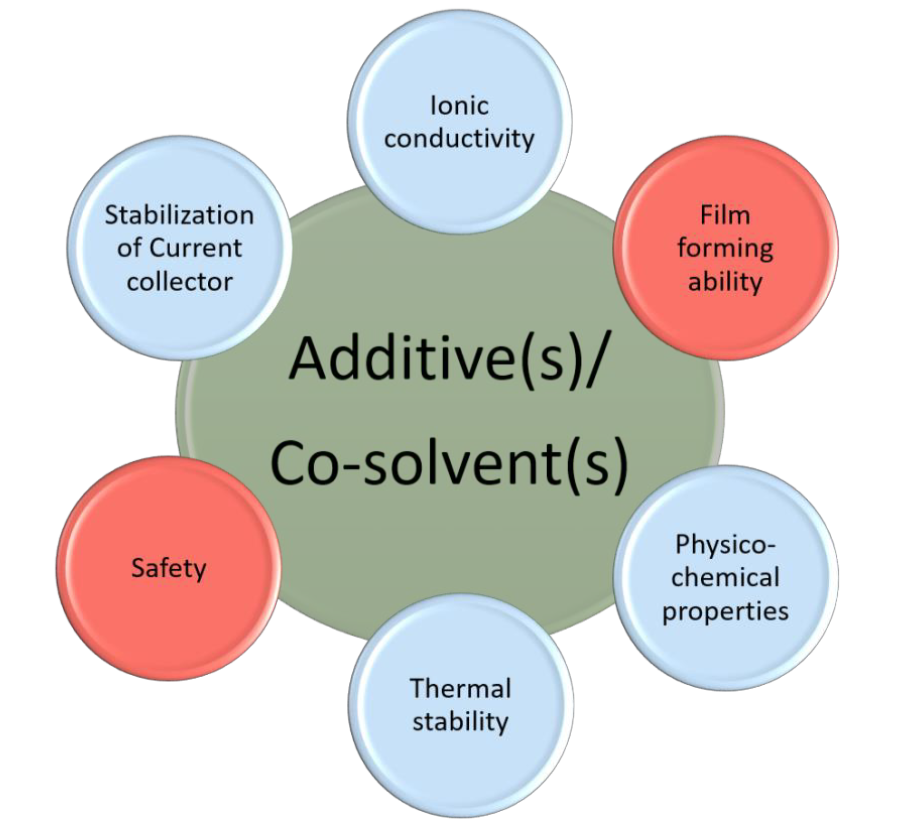 Ionic
conductivity
Film
forming
ability
Physico-
chemical
properties
Thermal
stability
Safety
Stabilization
of Current
collector
Additive(s)/
Co-solvent(s)